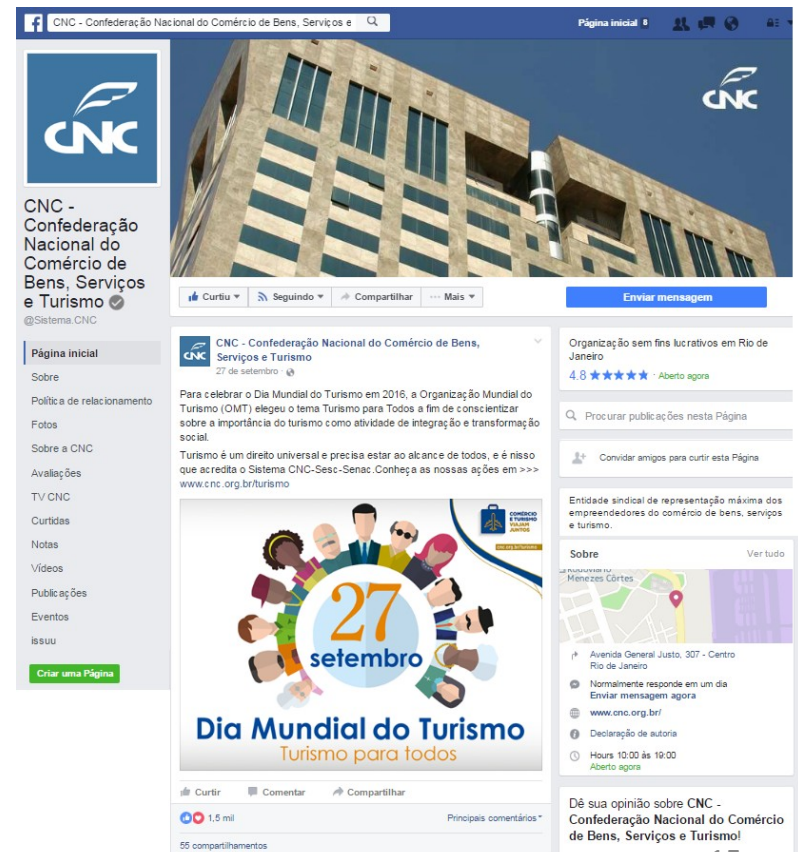 CNC - Confederação Nacional do Comércio de Bens, Serviços e
Página inicial 8
CNC
CNC
CNC -
Confederação
Nacional do
Comércio de
Bens, Serviços
e Turismo
@Sistema.CNC
Página inicial
Sobre
Política de relacionamento
Fotos
Sobre a CNC
Avaliações
TV CNC
Curtidas
Notas
Vídeos
Publicações
Eventos
issuu
Criar uma Página
Curtiu
Seguindo
Compartilhar
Mais
Enviar mensagem
CNC
CNC - Confederação Nacional do Comércio de Bens,
Serviços e Turismo
27 de setembro ·
Para celebrar o Dia Mundial do Turismo em 2016, a Organização Mundial do
Turismo (OMT) elegeu o tema Turismo para Todos a fim de conscientizar
sobre a importância do turismo como atividade de integração e transformação
social.
Turismo é um direito universal e precisa estar ao alcance de todos, e é nisso
que acredita o Sistema CNC-Sesc-Senac.Conheça as nossas ações em >>>
www.cnc.org.br/turismo
COMÉRCIO
E TURISMO
VIAJAM
JUNTOS
cnc.org.br/turismo
27
setembro
Dia Mundial do Turismo
Turismo para todos
Curtir
Comentar
Compartilhar
1,5 mil
Principais comentários
55 compartilhamentos
Organização sem fins lucrativos em Rio de
Janeiro
4.8 ★★★★★ · Aberto agora
Procurar publicações nesta Página
Convidar amigos para curtir esta Página
Entidade sindical de representação máxima dos
empreendedores do comércio de bens, serviços
e turismo.
Sobre
Ver tudo
Menezes Côrtes
Avenida General Justo, 307 - Centro
Rio de Janeiro
Normalmente responde em um dia
Enviar mensagem agora
www.cnc.org.br/
Declaração de autoria
Hours 10:00 às 19:00
Aberto agora
Dê sua opinião sobre CNC -
Confederação Nacional do Comércio
de Bens, Serviços e Turismo!